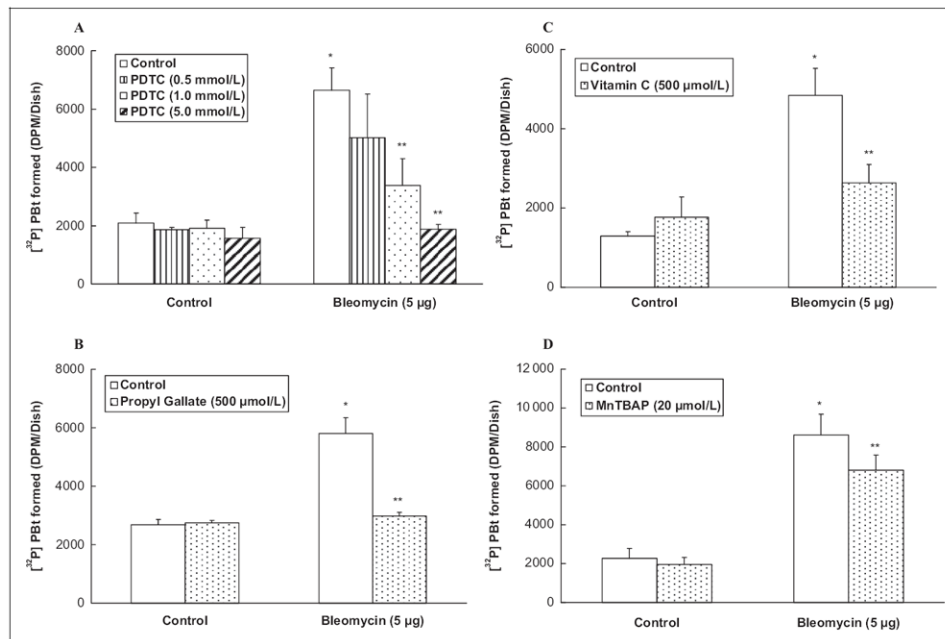 A
[32P] PBt formed (DPM/Dish)
8000
6000
4000
2000
0
Control
PDTC (0.5 mmol/L)
PDTC (1.0 mmol/L)
PDTC (5.0 mmol/L)
*
**
**
Control
Bleomycin (5 µg)
C
[32P] PBt formed (DPM/Dish)
6000
4000
2000
0
Control
Vitamin C (500 µmol/L)
*
**
Control
Bleomycin (5 µg)
B
[32P] PBt formed (DPM/Dish)
8000
6000
4000
2000
0
Control
Propyl Gallate (500 µmol/L)
*
**
Control
Bleomycin (5 µg)
D
[32P] PBt formed (DPM/Dish)
12 000
10 000
8000
6000
4000
2000
0
Control
MnTBAP (20 µmol/L)
*
**
Control
Bleomycin (5 µg)